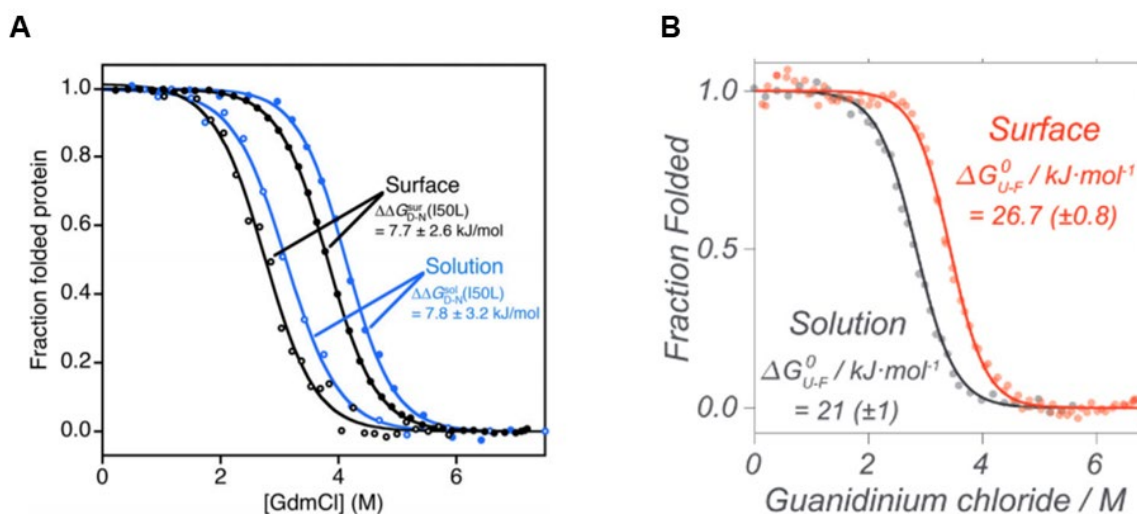 A
1.0
0.8
0.6
0.4
0.2
0.0
Fraction folded protein
0
2
4
6
[GdmCl] (M)
Surface
ΔΔG^sur_D-N(I50L)
= 7.7 ± 2.6 kJ/mol
Solution
ΔΔG^sol_D-N(I50L)
= 7.8 ± 3.2 kJ/mol
B
1.0
0.5
0.0
Fraction Folded
0
2
4
6
Guanidinium chloride / M
Surface
ΔG^0_U-F / kJ·mol^-1
= 26.7 (±0.8)
Solution
ΔG^0_U-F / kJ·mol^-1
= 21 (±1)